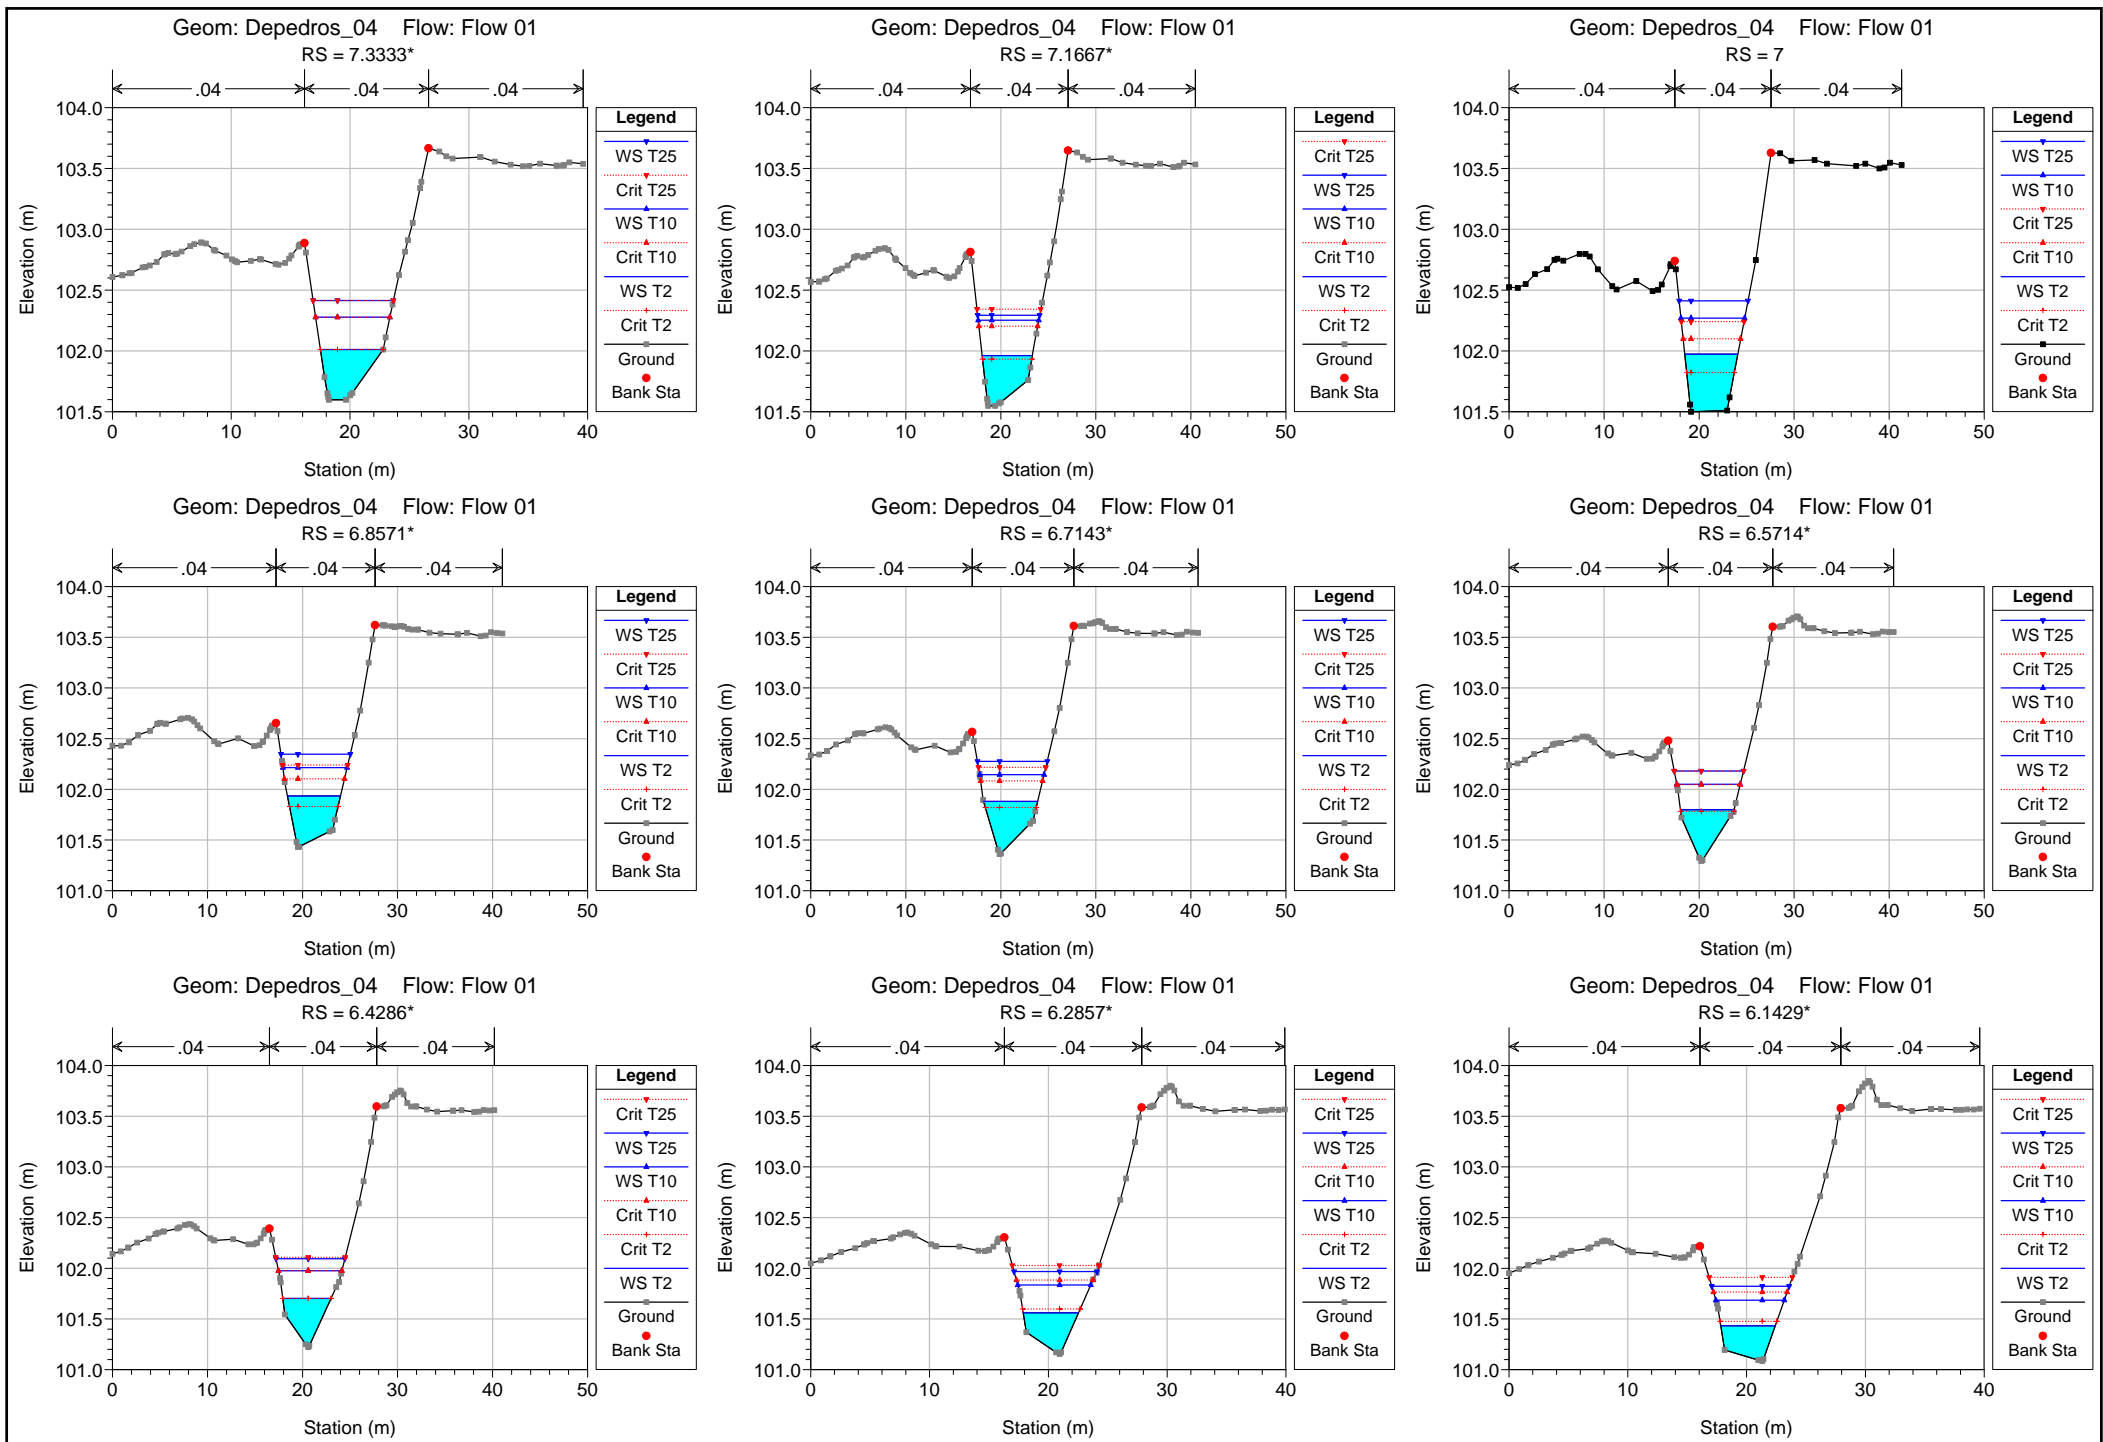 Geom: Depedros_04 Flow: Flow 01
RS = 7.3333*
.04 .04 .04
104.0
103.5
103.0
102.5
102.0
101.5
0 10 20 30 40
Elevation (m)
Station (m)
Legend
WS T25
Crit T25
WS T10
Crit T10
WS T2
Crit T2
Ground
Bank Sta
Geom: Depedros_04 Flow: Flow 01
RS = 7.1667*
.04 .04 .04
104.0
103.5
103.0
102.5
102.0
101.5
0 10 20 30 40 50
Elevation (m)
Station (m)
Legend
Crit T25
WS T25
WS T10
Crit T10
WS T2
Crit T2
Ground
Bank Sta
Geom: Depedros_04 Flow: Flow 01
RS = 7
.04 .04 .04
104.0
103.5
103.0
102.5
102.0
101.5
0 10 20 30 40 50
Elevation (m)
Station (m)
Legend
WS T25
WS T10
Crit T25
Crit T10
WS T2
Crit T2
Ground
Bank Sta
Geom: Depedros_04 Flow: Flow 01
RS = 6.8571*
.04 .04 .04
104.0
103.5
103.0
102.5
102.0
101.5
101.0
0 10 20 30 40 50
Elevation (m)
Station (m)
Legend
WS T25
Crit T25
WS T10
Crit T10
WS T2
Crit T2
Ground
Bank Sta
Geom: Depedros_04 Flow: Flow 01
RS = 6.7143*
.04 .04 .04
104.0
103.5
103.0
102.5
102.0
101.5
101.0
0 10 20 30 40 50
Elevation (m)
Station (m)
Legend
WS T25
Crit T25
WS T10
Crit T10
WS T2
Crit T2
Ground
Bank Sta
Geom: Depedros_04 Flow: Flow 01
RS = 6.5714*
.04 .04 .04
104.0
103.5
103.0
102.5
102.0
101.5
101.0
0 10 20 30 40 50
Elevation (m)
Station (m)
Legend
WS T25
Crit T25
WS T10
Crit T10
WS T2
Crit T2
Ground
Bank Sta
Geom: Depedros_04 Flow: Flow 01
RS = 6.4286*
.04 .04 .04
104.0
103.5
103.0
102.5
102.0
101.5
101.0
0 10 20 30 40 50
Elevation (m)
Station (m)
Legend
Crit T25
WS T25
WS T10
Crit T10
Crit T2
WS T2
Ground
Bank Sta
Geom: Depedros_04 Flow: Flow 01
RS = 6.2857*
.04 .04 .04
104.0
103.5
103.0
102.5
102.0
101.5
101.0
0 10 20 30 40
Elevation (m)
Station (m)
Legend
Crit T25
WS T25
Crit T10
WS T10
Crit T2
WS T2
Ground
Bank Sta
Geom: Depedros_04 Flow: Flow 01
RS = 6.1429*
.04 .04 .04
104.0
103.5
103.0
102.5
102.0
101.5
101.0
0 10 20 30 40
Elevation (m)
Station (m)
Legend
Crit T25
WS T25
Crit T10
WS T10
Crit T2
WS T2
Ground
Bank Sta